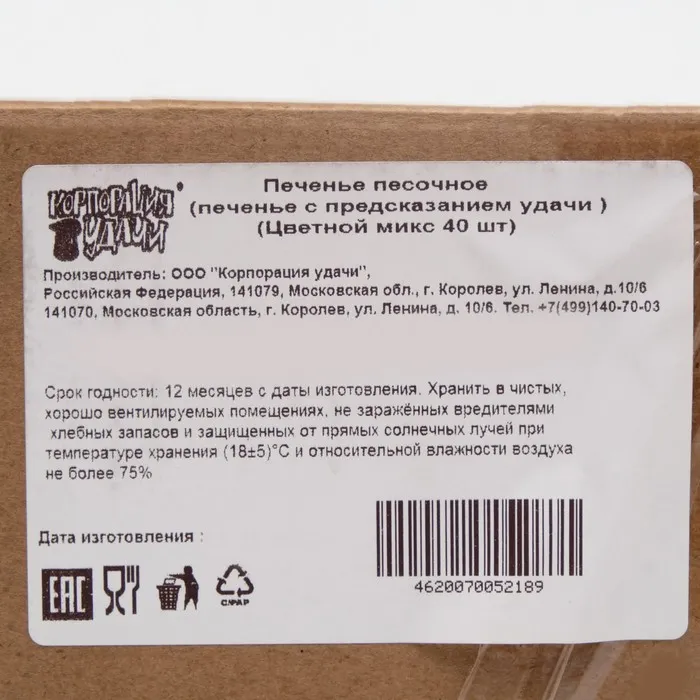 КОРПОРАЦИЯ
УДАЧИ
Печенье песочное
(печенье с предсказанием удачи )
(Цветной микс 40 шт)
Производитель: ООО "Корпорация удачи",
Российская Федерация, 141079, Московская обл., г. Королев, ул. Ленина, д.10/6
141070, Московская область, г. Королев, ул. Ленина, д. 10/6. Тел. +7(499)140-70-03
Срок годности: 12 месяцев с даты изготовления. Хранить в чистых,
хорошо вентилируемых помещениях, не заражённых вредителями
хлебных запасов и защищенных от прямых солнечных лучей при
температуре хранения (18±5)°С и относительной влажности воздуха
не более 75%
Дата изготовления :
4620070052189
EAC
C/PAP